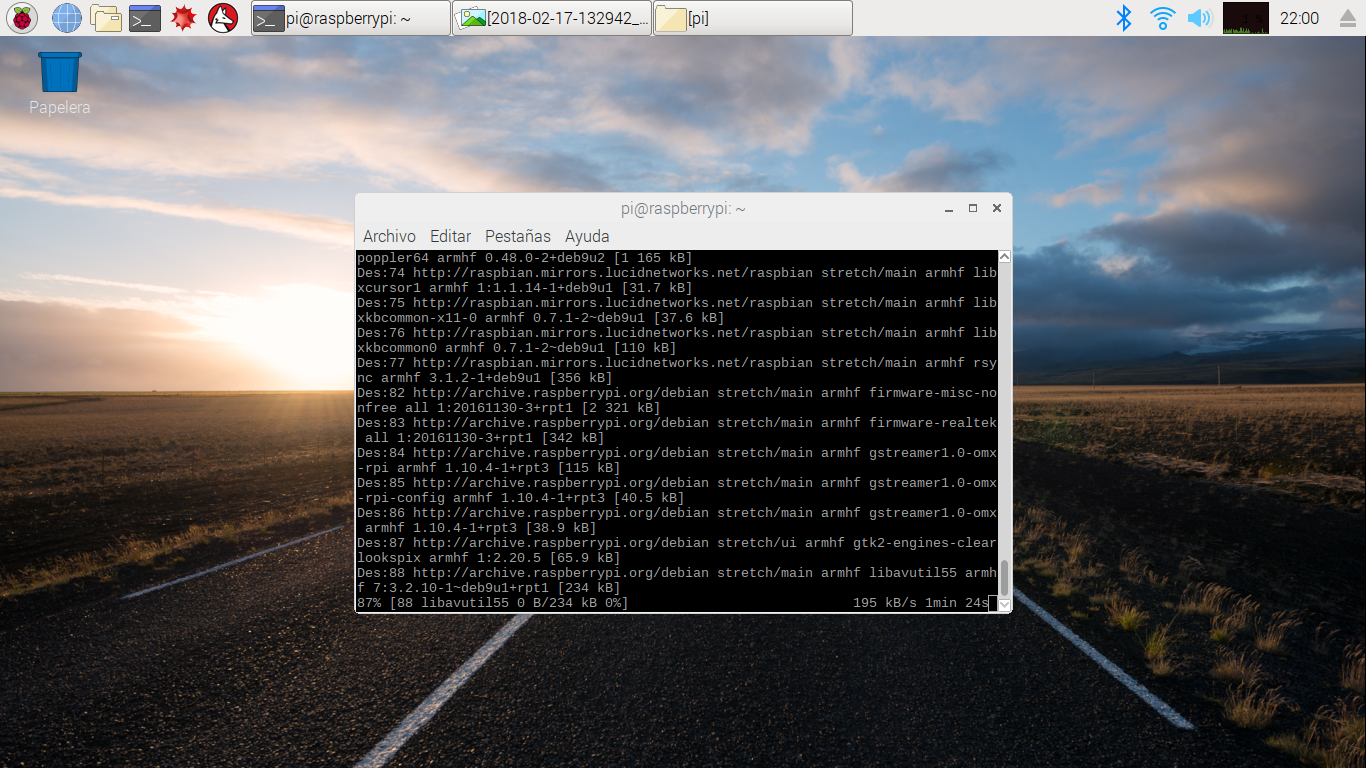 pi@raspberrypi: ~
[2018-02-17-132942_...
[pi]
22:00
Papelera
pi@raspberrypi: ~
Archivo Editar Pestañas Ayuda
poppler64 armhf 0.48.0-2+deb9u2 [1 165 kB]
Des:74 http://raspbian.mirrors.lucidnetworks.net/raspbian stretch/main armhf lib
xcursor1 armhf 1:1.1.14-1+deb9u1 [31.7 kB]
Des:75 http://raspbian.mirrors.lucidnetworks.net/raspbian stretch/main armhf lib
xkbcommon-x11-0 armhf 0.7.1-2~deb9u1 [37.6 kB]
Des:76 http://raspbian.mirrors.lucidnetworks.net/raspbian stretch/main armhf lib
xkbcommon0 armhf 0.7.1-2~deb9u1 [110 kB]
Des:77 http://raspbian.mirrors.lucidnetworks.net/raspbian stretch/main armhf rsy
nc armhf 3.1.2-1+deb9u1 [356 kB]
Des:82 http://archive.raspberrypi.org/debian stretch/main armhf firmware-misc-no
nfree all 1:20161130-3+rpt1 [2 321 kB]
Des:83 http://archive.raspberrypi.org/debian stretch/main armhf firmware-realtek
 all 1:20161130-3+rpt1 [342 kB]
Des:84 http://archive.raspberrypi.org/debian stretch/main armhf gstreamer1.0-omx
-rpi armhf 1.10.4-1+rpt3 [115 kB]
Des:85 http://archive.raspberrypi.org/debian stretch/main armhf gstreamer1.0-omx
-rpi-config armhf 1.10.4-1+rpt3 [40.5 kB]
Des:86 http://archive.raspberrypi.org/debian stretch/main armhf gstreamer1.0-omx
 armhf 1.10.4-1+rpt3 [38.9 kB]
Des:87 http://archive.raspberrypi.org/debian stretch/ui armhf gtk2-engines-clear
lookspix armhf 1:2.20.5 [65.9 kB]
Des:88 http://archive.raspberrypi.org/debian stretch/main armhf libavutil55 armh
f 7:3.2.10-1~deb9u1+rpt1 [234 kB]
87% [88 libavutil55 0 B/234 kB 0%] 195 kB/s 1min 24s